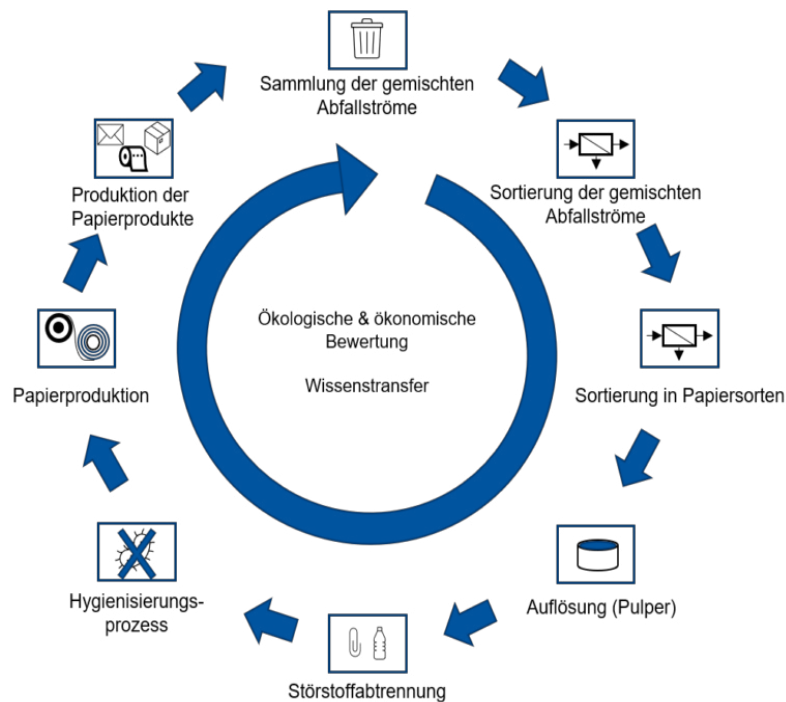 Sammlung der gemischten
Abfallströme
Sortierung der gemischten
Abfallströme
Sortierung in Papiersorten
Auflösung (Pulper)
Störstoffabtrennung
Hygienisierungs-
prozess
Papierproduktion
Produktion der
Papierprodukte
Ökologische & ökonomische
Bewertung
Wissenstransfer